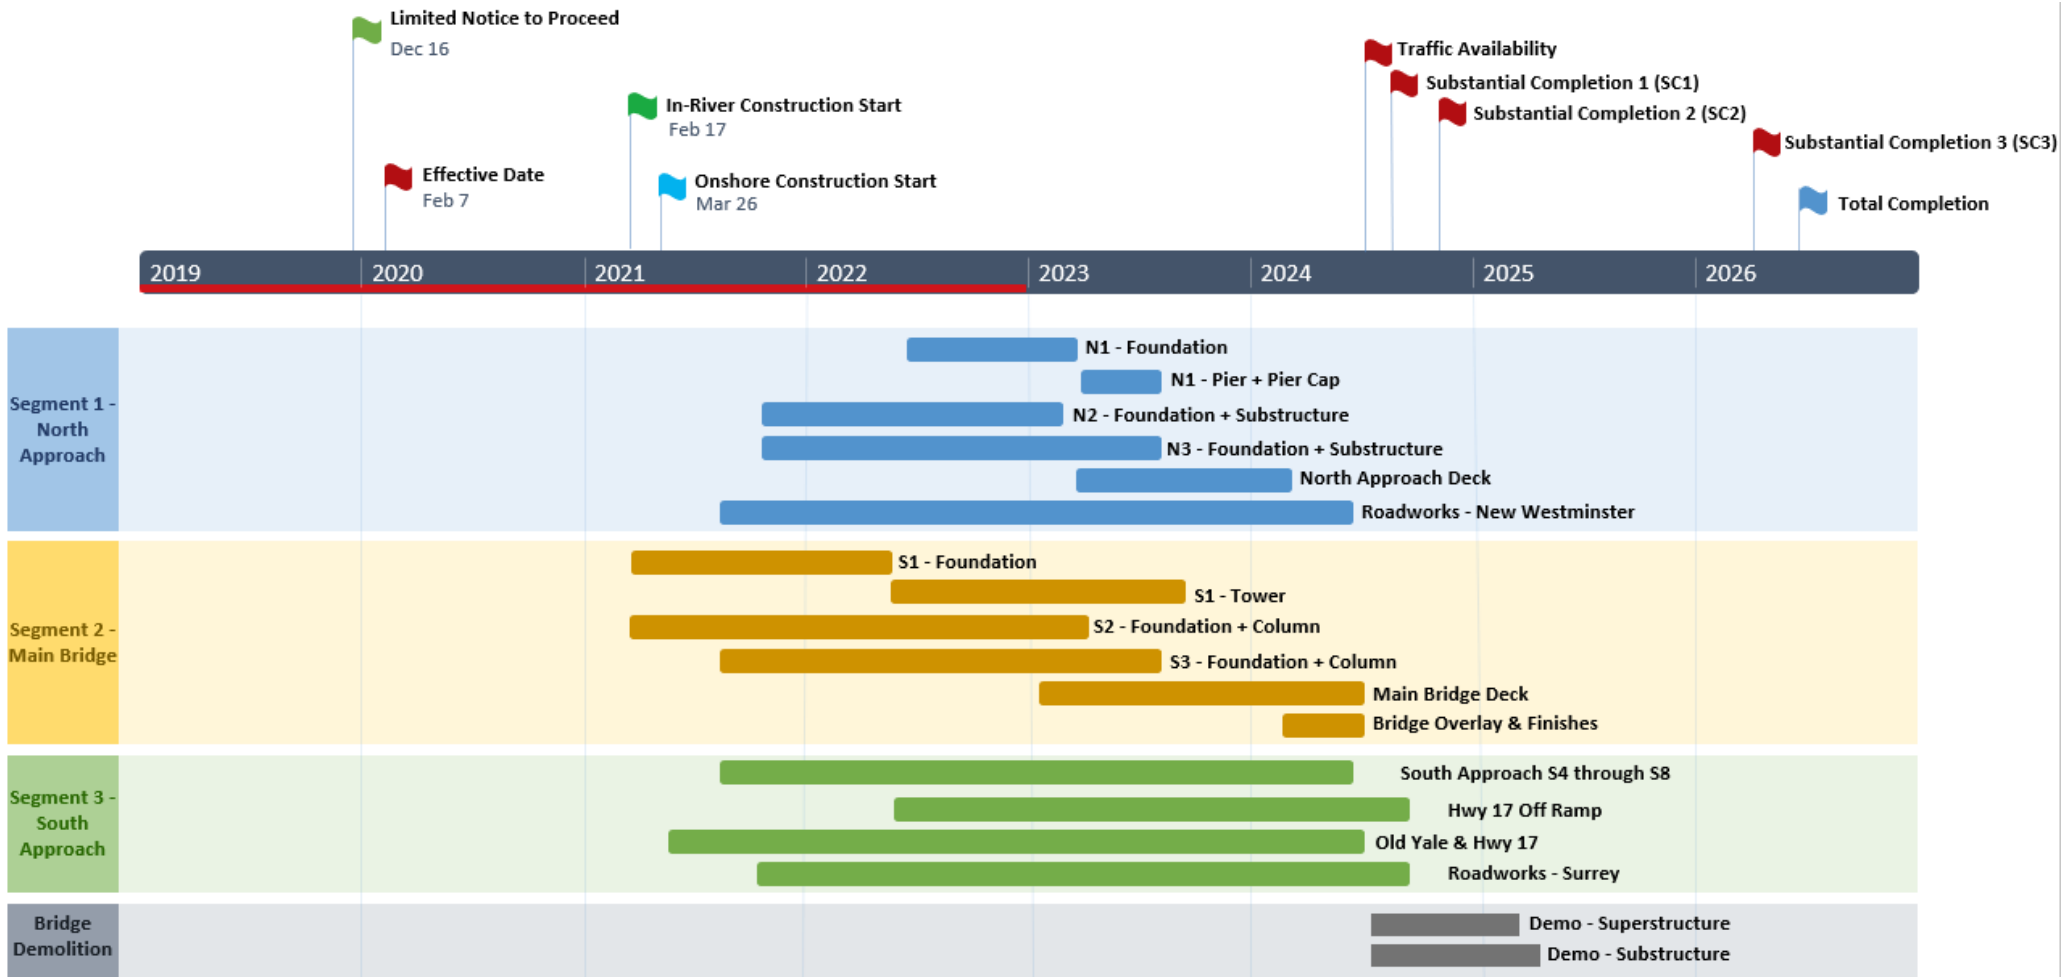 Limited Notice to Proceed
Dec 16
Traffic Availability
Substantial Completion 1 (SC1)
In-River Construction Start
Feb 17
Substantial Completion 2 (SC2)
Substantial Completion 3 (SC3)
Effective Date
Feb 7
Onshore Construction Start
Mar 26
Total Completion
2019 2020 2021 2022 2023 2024 2025 2026
Segment 1 -
North
Approach
N1 - Foundation
N1 - Pier + Pier Cap
N2 - Foundation + Substructure
N3 - Foundation + Substructure
North Approach Deck
Roadworks - New Westminster
Segment 2 -
Main Bridge
S1 - Foundation
S1 - Tower
S2 - Foundation + Column
S3 - Foundation + Column
Main Bridge Deck
Bridge Overlay & Finishes
Segment 3 -
South
Approach
South Approach S4 through S8
Hwy 17 Off Ramp
Old Yale & Hwy 17
Roadworks - Surrey
Bridge
Demolition
Demo - Superstructure
Demo - Substructure